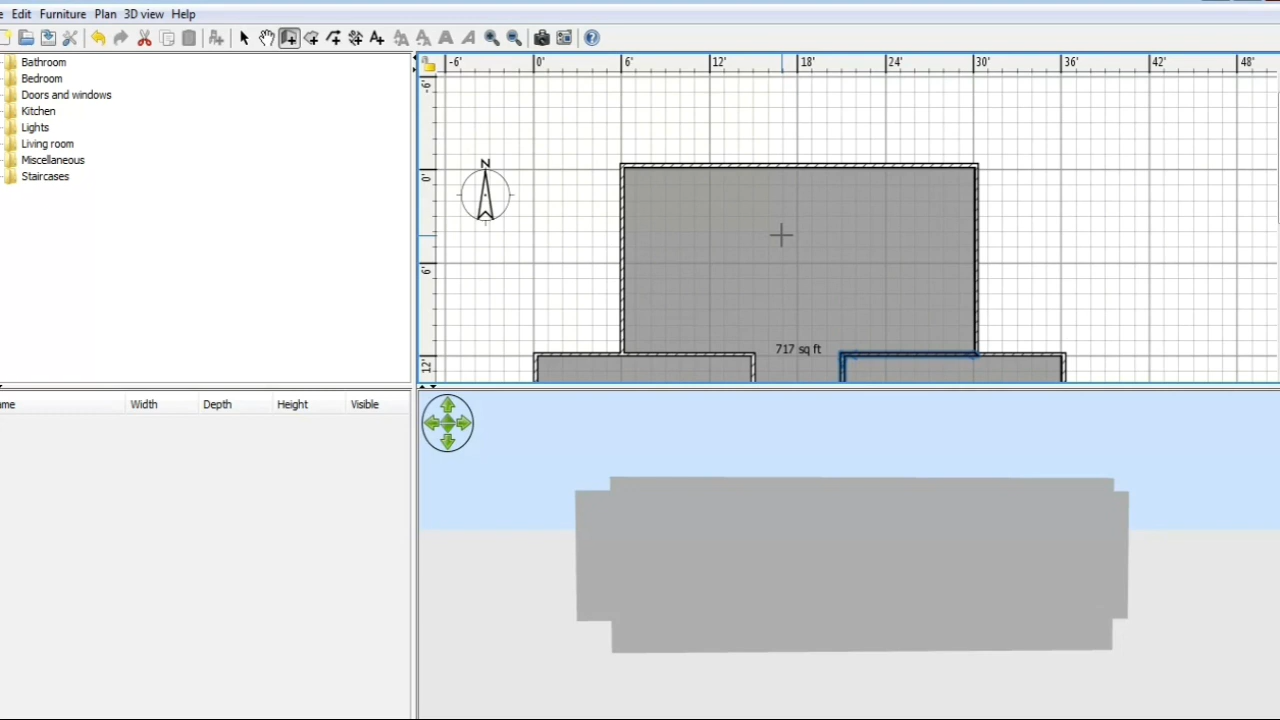 e Edit Furniture Plan 3D view Help
Bathroom
Bedroom
Doors and windows
Kitchen
Lights
Living room
Miscellaneous
Staircases
-6' 0' 6' 12' 18' 24' 30' 36' 42' 48'
-6'
0'
6'
12'
N
717 sq ft
ame Width Depth Height Visible